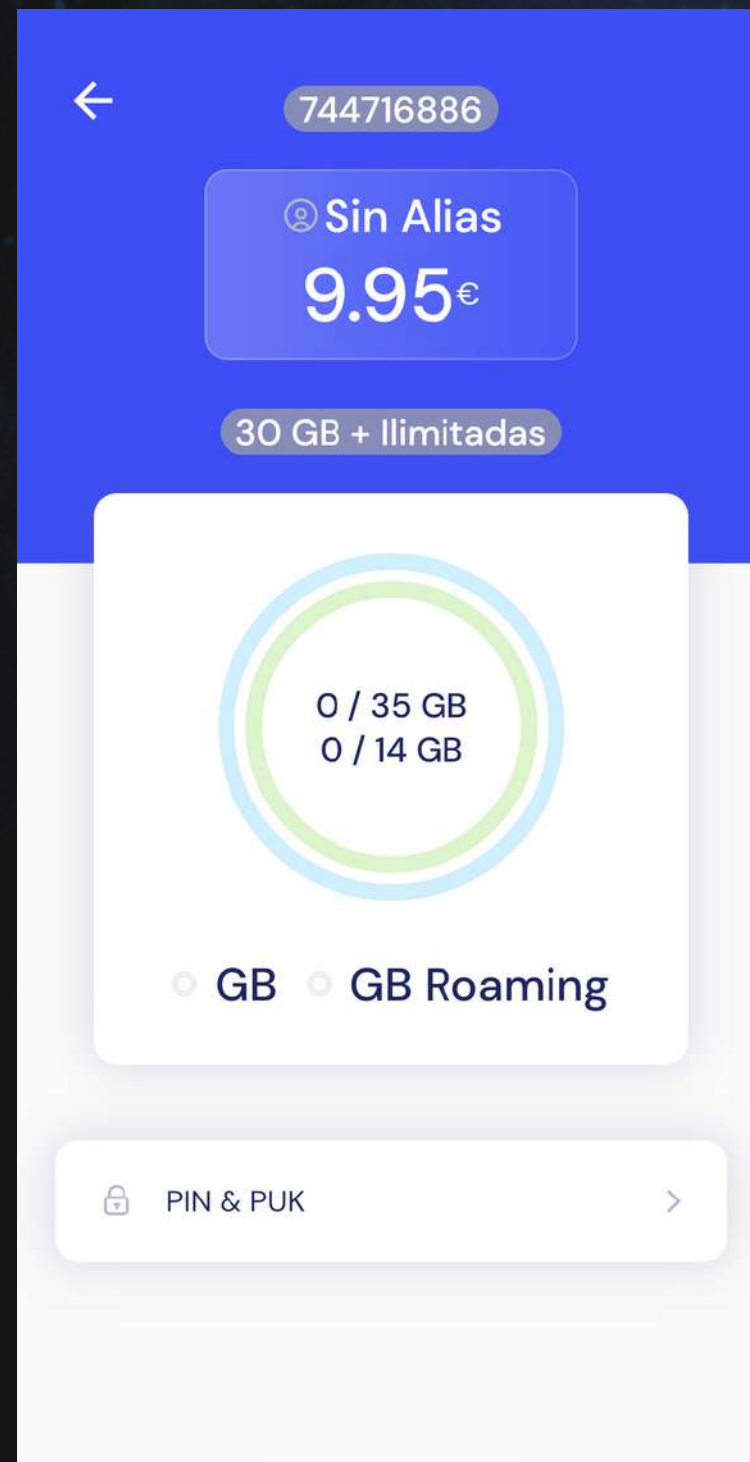 744716886
Sin Alias
9.95€
30 GB + Ilimitadas
0 / 35 GB
0 / 14 GB
GB GB Roaming
PIN & PUK